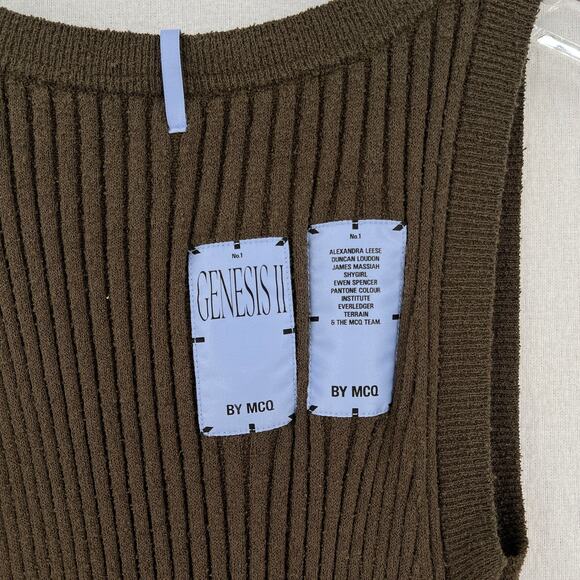 No.1
GENESIS II
BY MCQ
No.1
ALEXANDRA LEESE
DUNCAN LOUDON
JAMES MASSIAH
SHYGIRL
EWEN SPENCER
PANTONE COLOUR
INSTITUTE
EVERLEDGER
TERRAIN
& THE MCQ TEAM.
BY MCQ